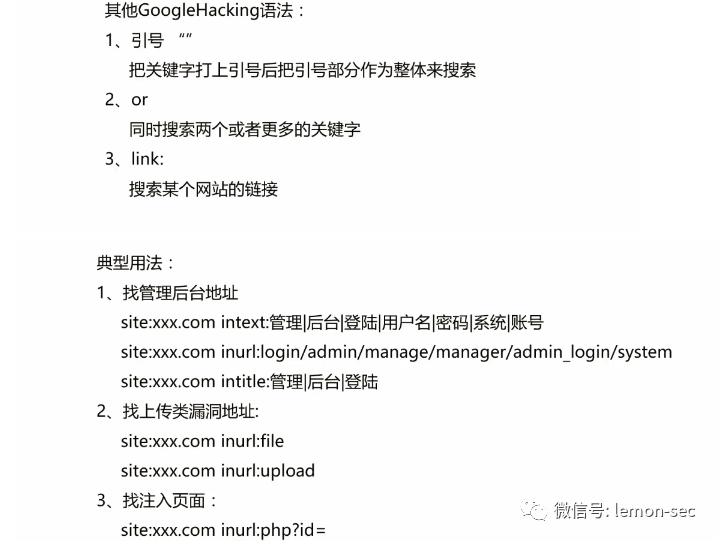 其他GoogleHacking语法：
1、引号 “”
把关键字打上引号后把引号部分作为整体来搜索
2、or
同时搜索两个或者更多的关键字
3、link:
搜索某个网站的链接
典型用法：
1、找管理后台地址
site:xxx.com intext:管理|后台|登陆|用户名|密码|系统|账号
site:xxx.com inurl:login/admin/manage/manager/admin_login/system
site:xxx.com intitle:管理|后台|登陆
2、找上传类漏洞地址:
site:xxx.com inurl:file
site:xxx.com inurl:upload
3、找注入页面：
site:xxx.com inurl:php?id=
微信号: lemon-sec